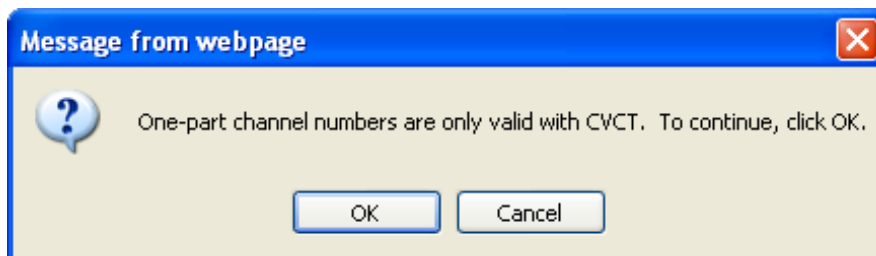 Message from webpage
One-part channel numbers are only valid with CVCT.  To continue, click OK.
OK
Cancel